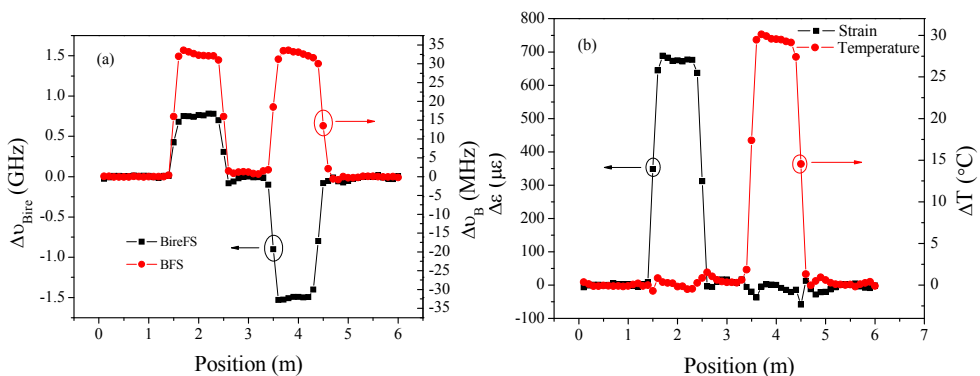 (a)
1.5
1.0
0.5
0.0
-0.5
-1.0
-1.5
Δυ_Bire (GHz)
35
30
25
20
15
10
5
0
-5
-10
-15
-20
-25
-30
-35
Δυ_B (MHz)
BireFS
BFS
0 1 2 3 4 5 6
Position (m)
(b)
Strain
Temperature
800
700
600
500
400
300
200
100
0
-100
Δε (με)
30
25
20
15
10
5
0
ΔT (°C)
0 1 2 3 4 5 6 7
Position (m)